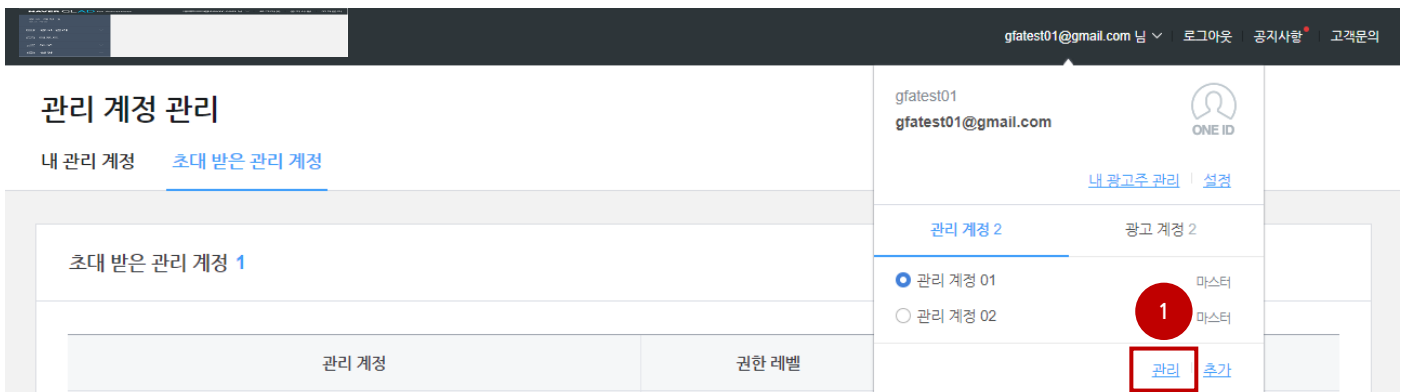 NAVER GLAD
gfatest01@gmail.com 님 로그아웃 공지사항 고객문의
관리 계정 관리
내 관리 계정 초대 받은 관리 계정
gfatest01
gfatest01@gmail.com
ONE ID
내 광고주 관리 설정
관리 계정 2 광고 계정 2
초대 받은 관리 계정 1
관리 계정 01 마스터
관리 계정 02 마스터
1
관리 추가
관리 계정 권한 레벨